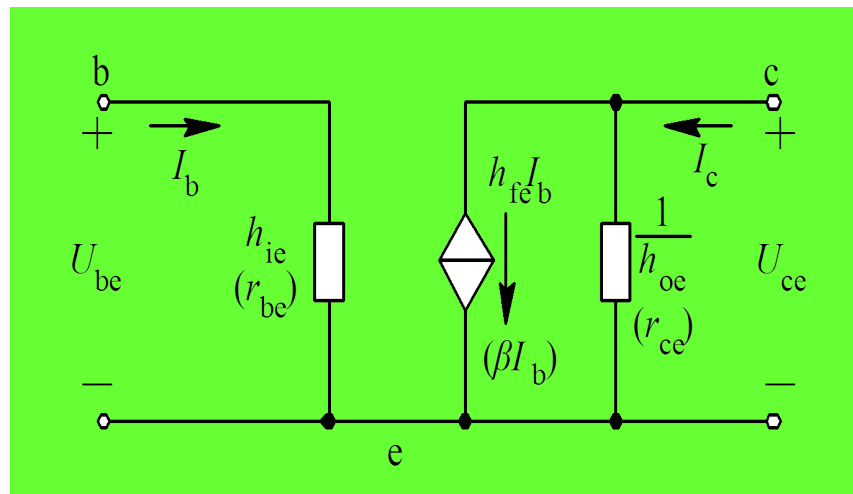 b
c
+
+
I_b
I_c
h_fe I_b
h_ie
(r_be)
1/h_oe
(r_ce)
U_be
U_ce
(βI_b)
—
—
e